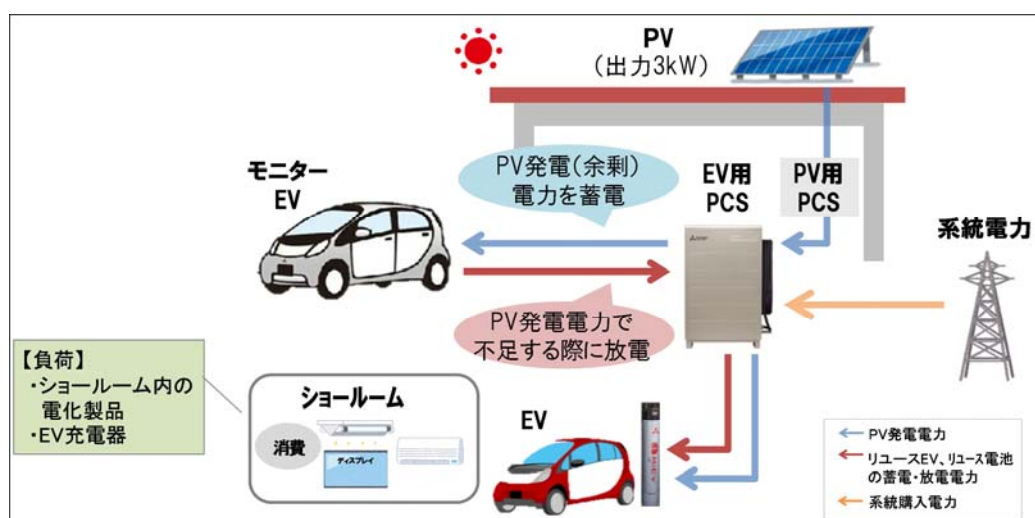 PV
(出力3kW)
モニター
EV
PV発電(余剰)
電力を蓄電
EV用
PCS
PV用
PCS
系統電力
PV発電電力で
不足する際に放電
【負荷】
・ショールーム内の
電化製品
・EV充電器
ショールーム
消費
ディスプレイ
EV
PV発電電力
リユースEV、リユース電池
の蓄電・放電電力
系統購入電力